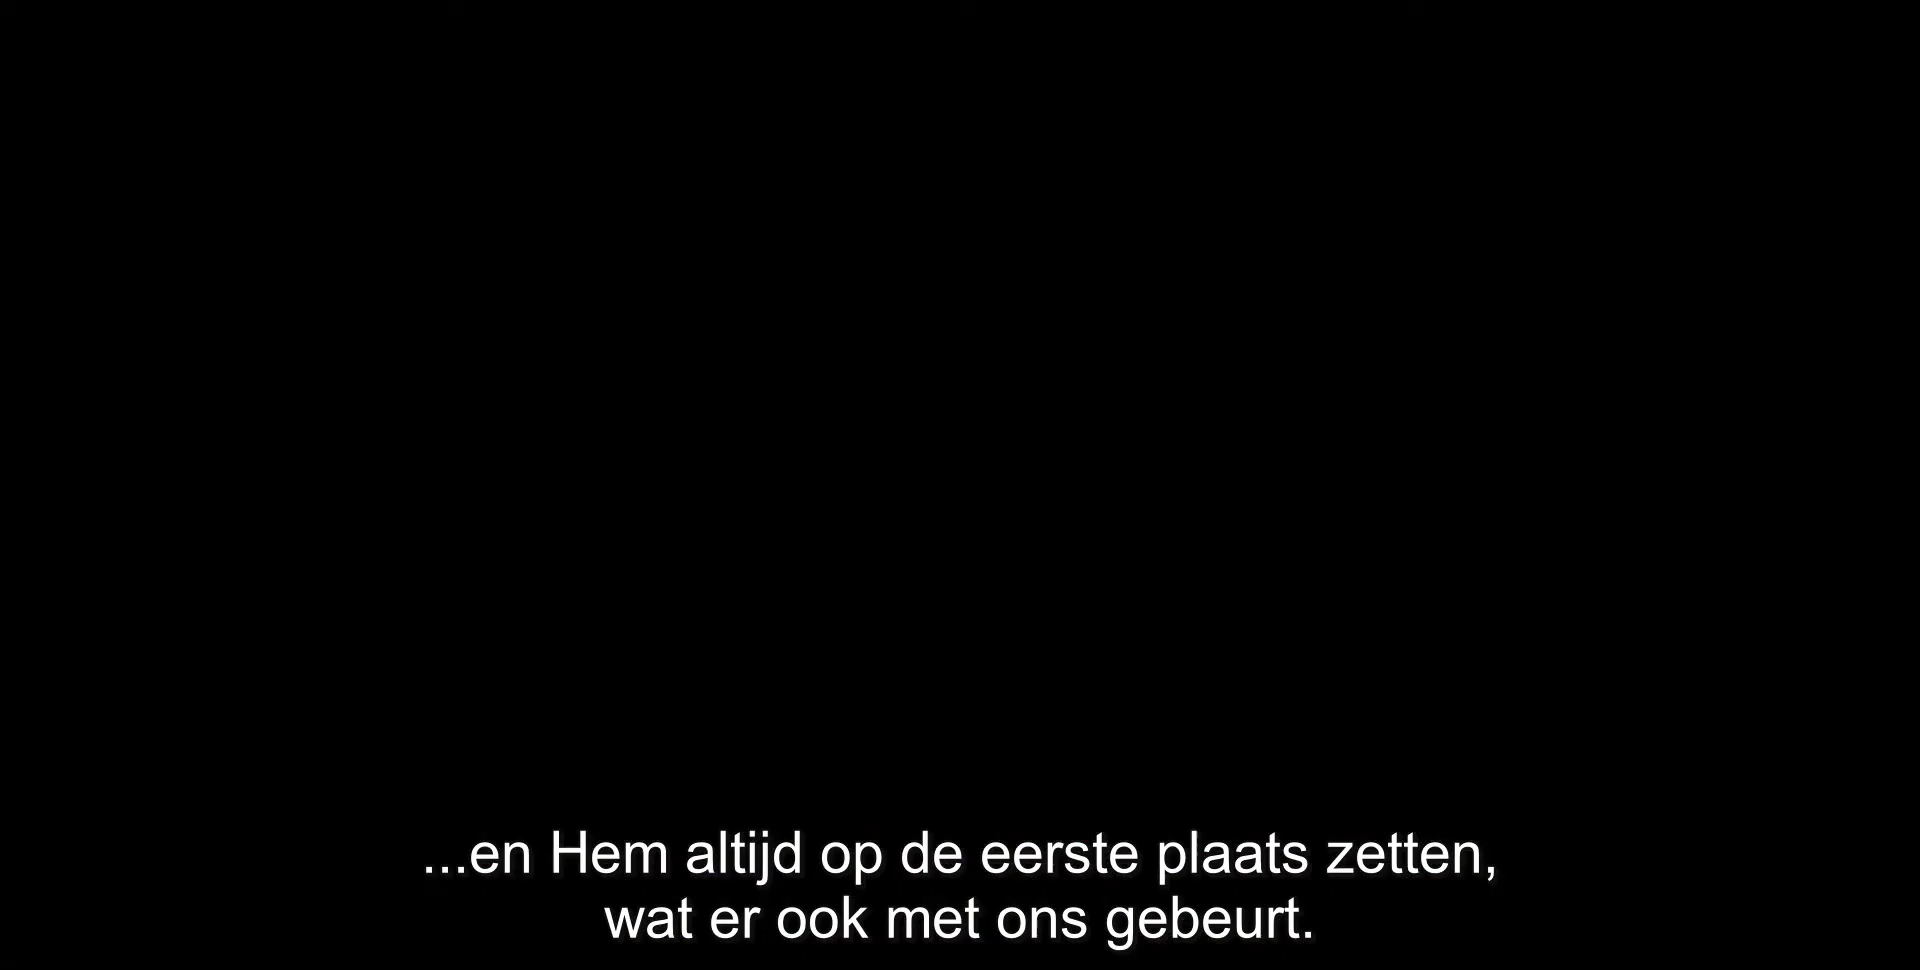 ...en Hem altijd op de eerste plaats zetten,
wat er ook met ons gebeurt.